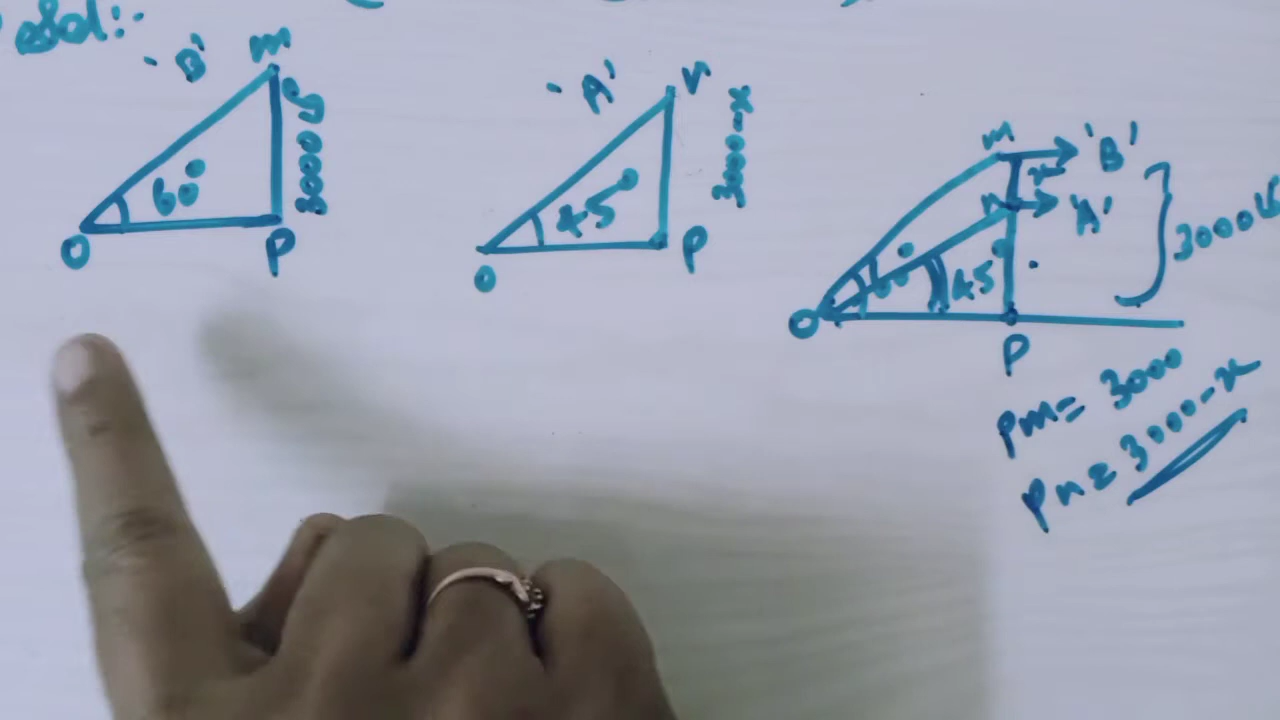 Sol:-
'B'
m
60°
3000
O
P
'A'
45°
3000-x
O
P
m
'B'
x
n
'A'
60°
45°
3000
O
P
Pm= 3000
Pn= 3000-x